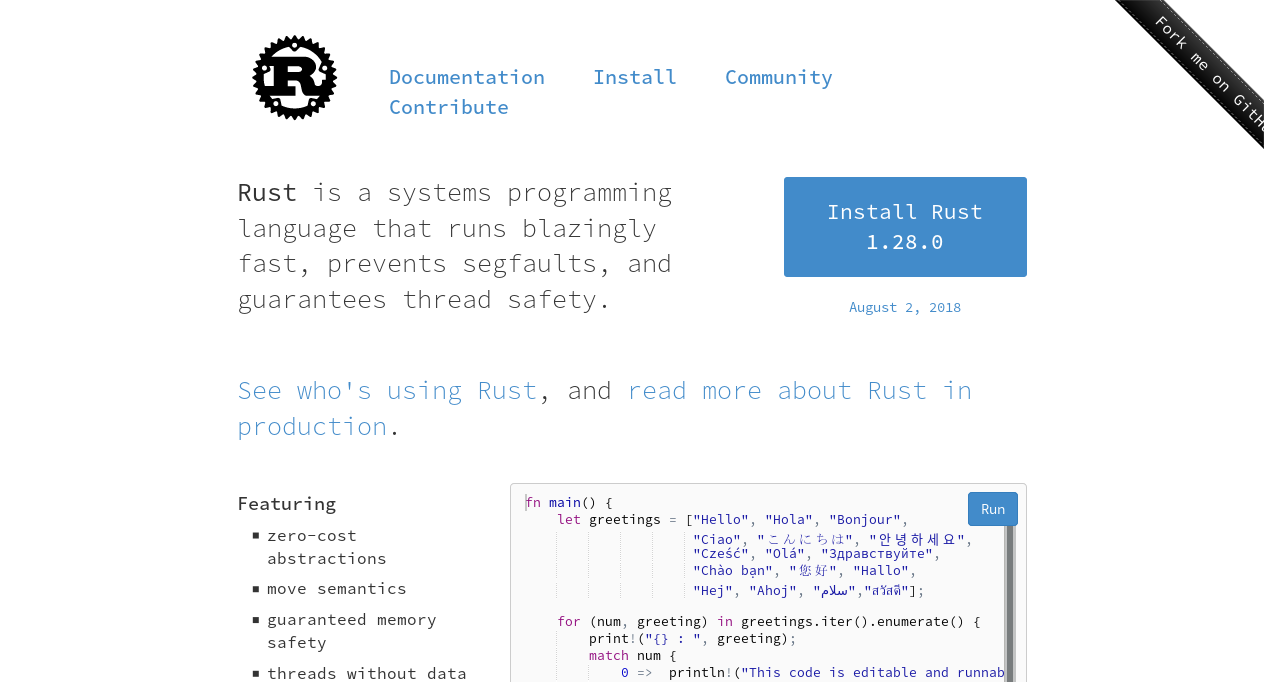 R
Documentation Install Community
Contribute
Fork me on GitH
Rust is a systems programming
language that runs blazingly
fast, prevents segfaults, and
guarantees thread safety.
Install Rust
1.28.0
August 2, 2018
See who's using Rust, and read more about Rust in
production.
Featuring
■ zero-cost
abstractions
■ move semantics
■ guaranteed memory
safety
■ threads without data
Run
fn main() {
    let greetings = ["Hello", "Hola", "Bonjour",
                     "Ciao", "こんにちは", "안녕하세요",
                     "Cześć", "Olá", "Здравствуйте",
                     "Chào bạn", "您好", "Hallo",
                     "Hej", "Ahoj", "سلام","สวัสดี"];
    for (num, greeting) in greetings.iter().enumerate() {
        print!("{} : ", greeting);
        match num {
            0 =>  println!("This code is editable and runnab